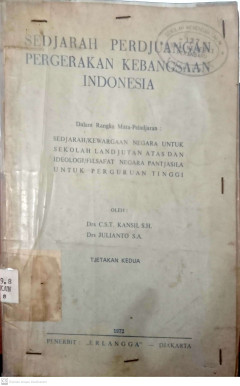 SEDJARAH PERDJUANGAN
PERGERAKAN KEBANGSAAN
INDONESIA
Dalam Rangka Mata-Peladjaran :
SEDJARAH/KEWARGAAN NEGARA UNTUK
SEKOLAH LANDJUTAN ATAS DAN
IDEOLOGI/FILSAFAT NEGARA PANTJASILA
UNTUK PERGURUAN TINGGI
OLEH :
Drs C.S.T. KANSIL S.H.
Drs JULIANTO S.A.
TJETAKAN KEDUA
1972
PENERBIT : „ERLANGGA" — DJAKARTA